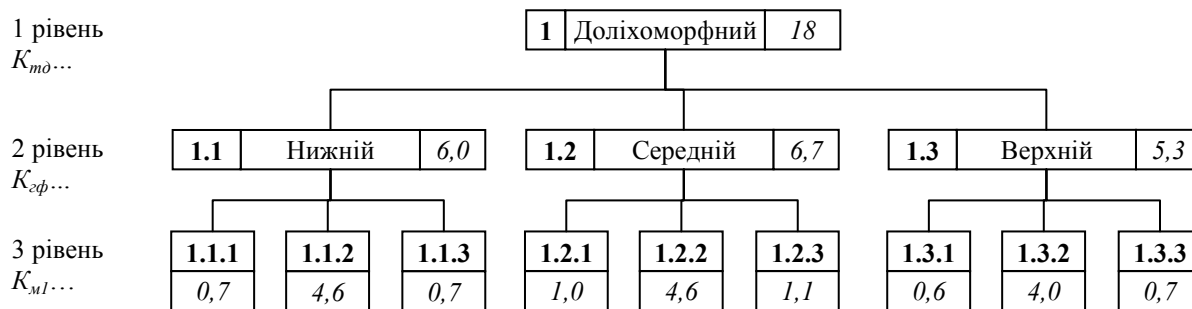 1 рівень
1 Доліхоморфний 18
K_тд...
2 рівень
1.1 Нижній 6,0 1.2 Середній 6,7 1.3 Верхній 5,3
K_гф...
3 рівень
1.1.1 1.1.2 1.1.3 1.2.1 1.2.2 1.2.3 1.3.1 1.3.2 1.3.3
K_м1...
0,7 4,6 0,7 1,0 4,6 1,1 0,6 4,0 0,7